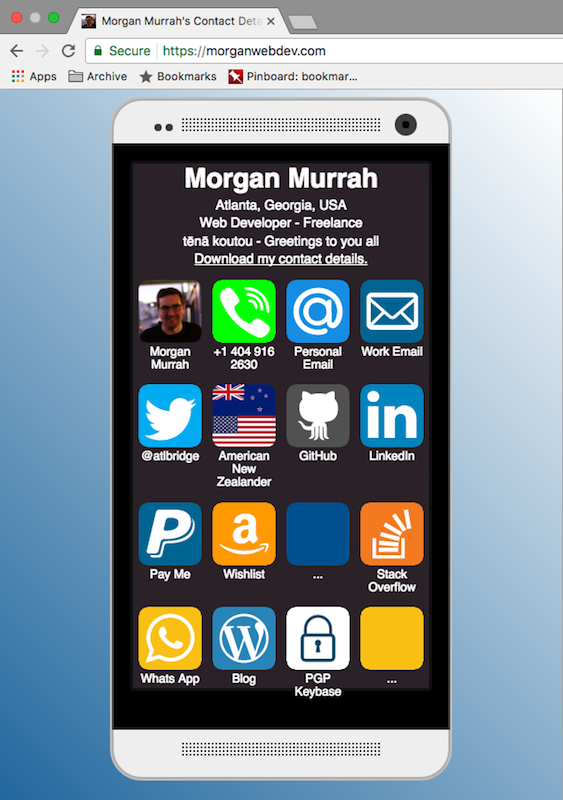 Morgan Murrah's Contact Deta
Secure https://morganwebdev.com
Apps Archive Bookmarks Pinboard: bookmar...
Morgan Murrah
Atlanta, Georgia, USA
Web Developer - Freelance
tēnā koutou - Greetings to you all
Download my contact details.
Morgan
Murrah
+1 404 916
2630
Personal
Email
Work Email
@atlbridge
American
New
Zealander
GitHub
in
LinkedIn
P
Pay Me
a
Wishlist
...
Stack
Overflow
Whats App
W
Blog
PGP
Keybase
...